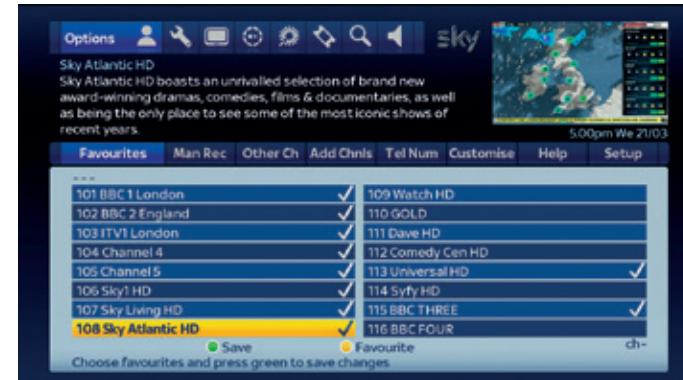 Options
sky
Sky Atlantic HD
Sky Atlantic HD boasts an unrivalled selection of brand new
award-winning dramas, comedies, films & documentaries, as well
as being the only place to see some of the most iconic shows of
recent years.
5.00pm We 21/03
Favourites Man Rec Other Ch Add Chnls Tel Num Customise Help Setup
---
101 BBC 1 London
102 BBC 2 England
103 ITV1 London
104 Channel 4
105 Channel 5
106 Sky1 HD
107 Sky Living HD
108 Sky Atlantic HD
109 Watch HD
110 GOLD
111 Dave HD
112 Comedy Cen HD
113 Universal HD
114 Syfy HD
115 BBC THREE
116 BBC FOUR
Save Favourite ch-
Choose favourites and press green to save changes